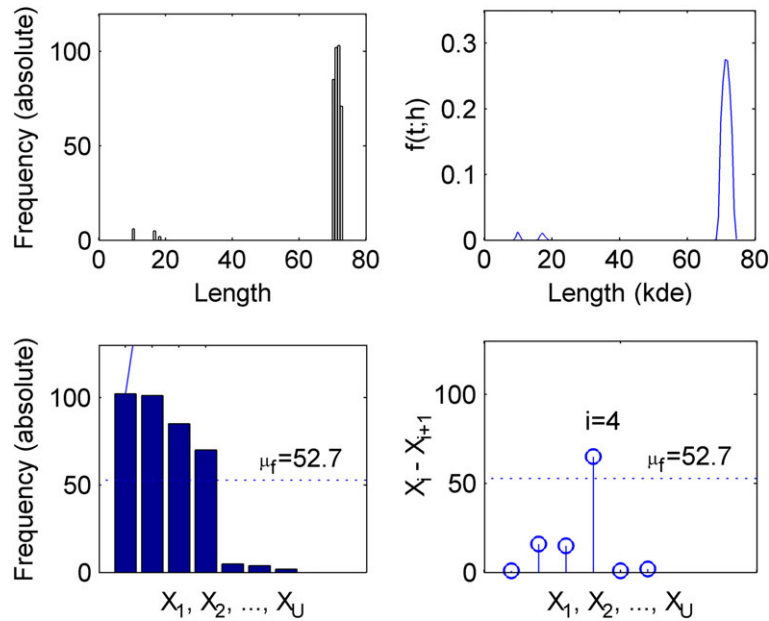 Frequency (absolute)
100
50
0
0
20
40
60
80
Length
f(t;h)
0.3
0.2
0.1
0
0
20
40
60
80
Length (kde)
Frequency (absolute)
100
50
0
μf=52.7
X1, X2, ..., XU
Xi - Xi+1
100
50
0
i=4
μf=52.7
X1, X2, ..., XU